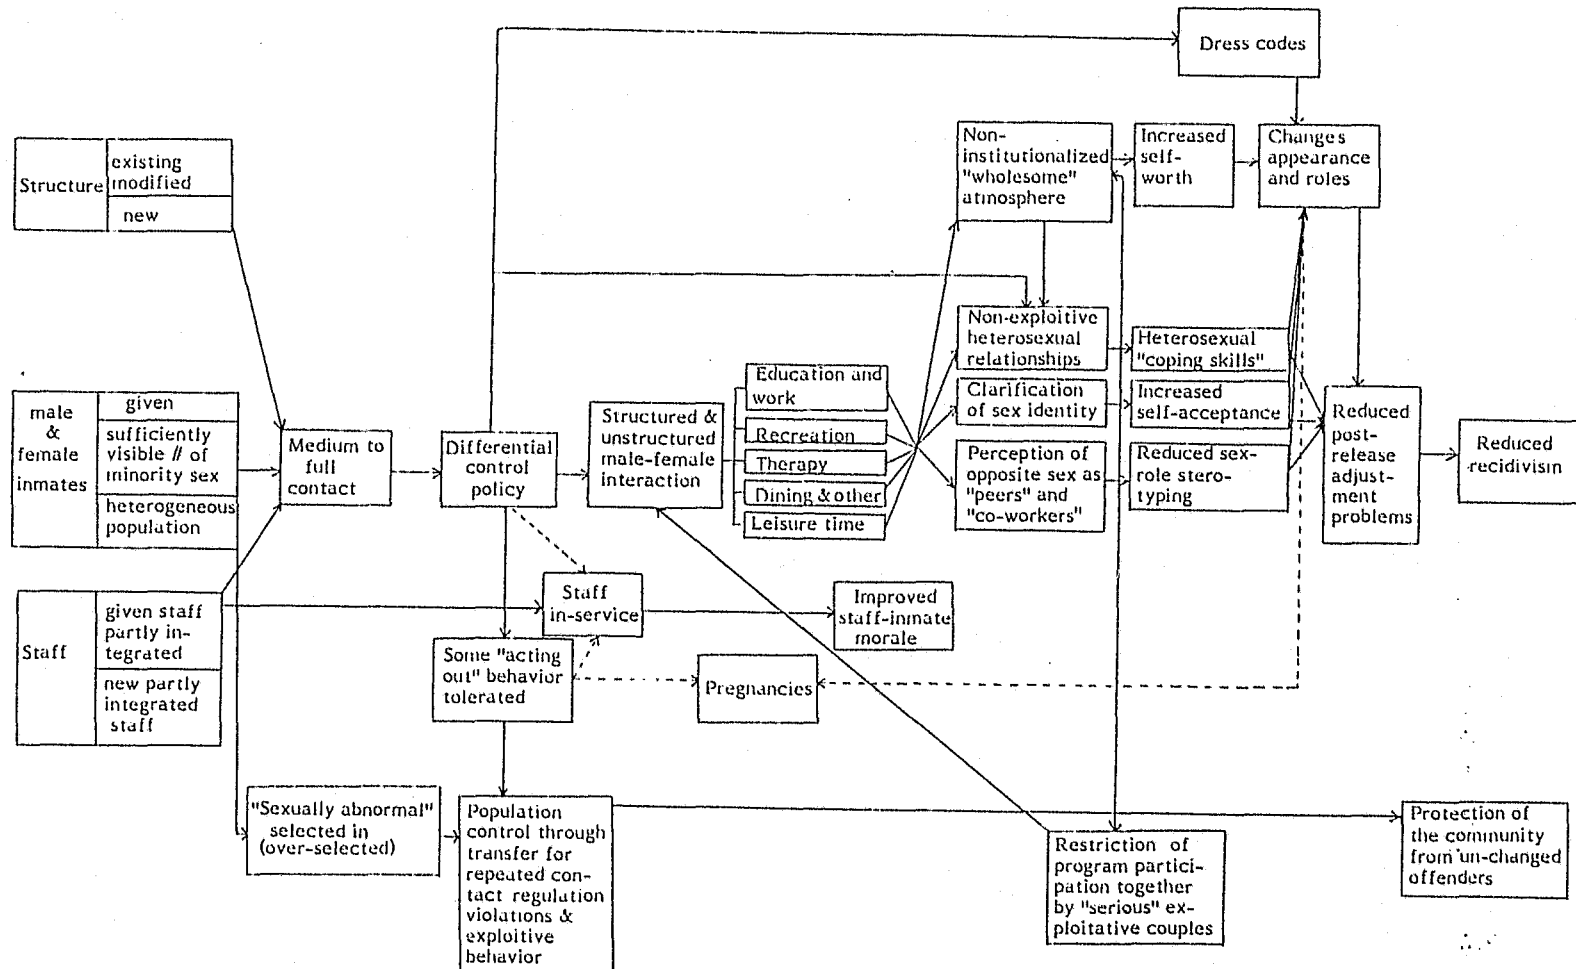 Dress codes
Structure
existing
modified
new
Non-
institutionalized
"wholesome"
atmosphere
Increased
self-
worth
Changes
appearance
and roles
male
&
female
inmates
given
sufficiently
visible # of
minority sex
heterogeneous
population
Medium to
full
contact
Differential
control
policy
Structured &
unstructured
male-female
interaction
Education and
work
Recreation
Therapy
Dining & other
Leisure time
Non-exploitive
heterosexual
relationships
Clarification
of sex identity
Perception of
opposite sex as
"peers" and
"co-workers"
Heterosexual
"coping skills"
Increased
self-acceptance
Reduced sex-
role stero-
typing
Reduced
post-
release
adjust-
ment
problems
Reduced
recidivism
Staff
given staff
partly in-
tegrated
new partly
integrated
staff
Staff
in-service
Improved
staff-inmate
morale
Some "acting
out" behavior
tolerated
Pregnancies
"Sexually abnormal"
selected in
(over-selected)
Population
control through
transfer for
repeated con-
tact regulation
violations &
exploitive
behavior
Restriction of
program partici-
pation together
by "serious" ex-
ploitative couples
Protection of
the community
from un-changed
offenders